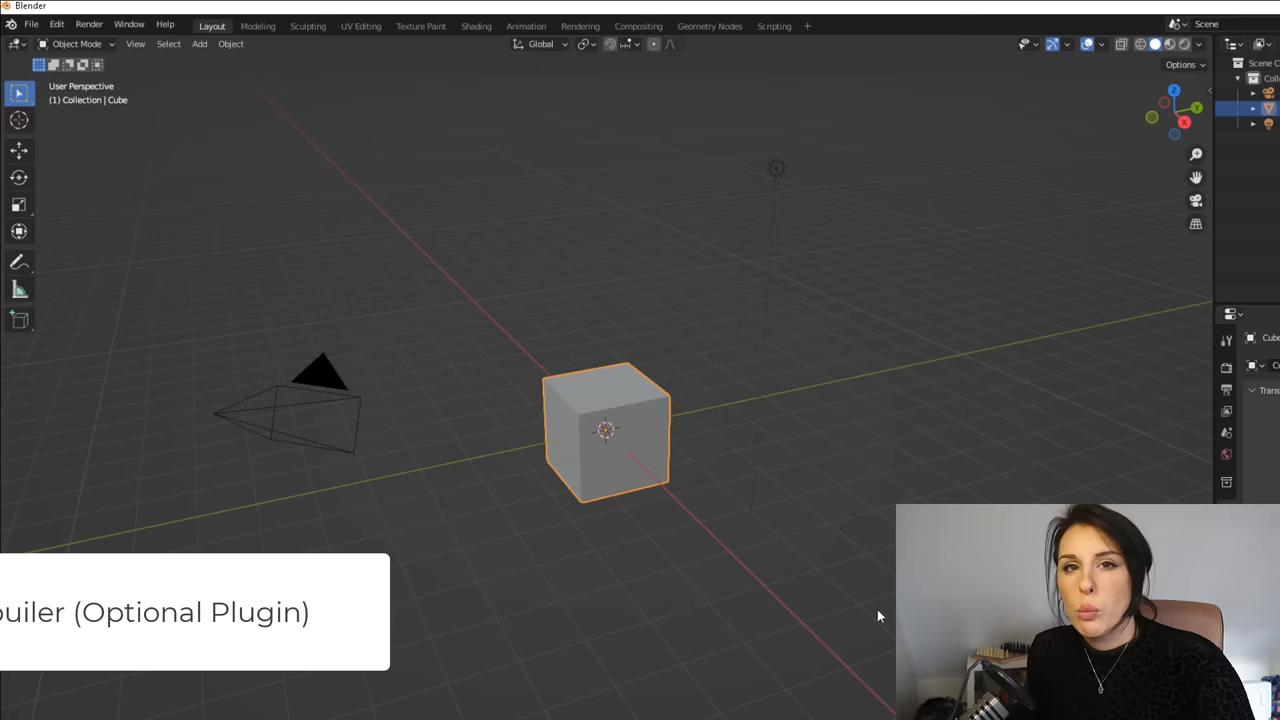 Blender
File Edit Render Window Help Layout Modeling Sculpting UV Editing Texture Paint Shading Animation Rendering Compositing Geometry Nodes Scripting + Scene
Object Mode View Select Add Object Global
Options
User Perspective
(1) Collection | Cube
Scene C
Coll
Z
Y
X
Cube
Cu
Trans
ouiler (Optional Plugin)